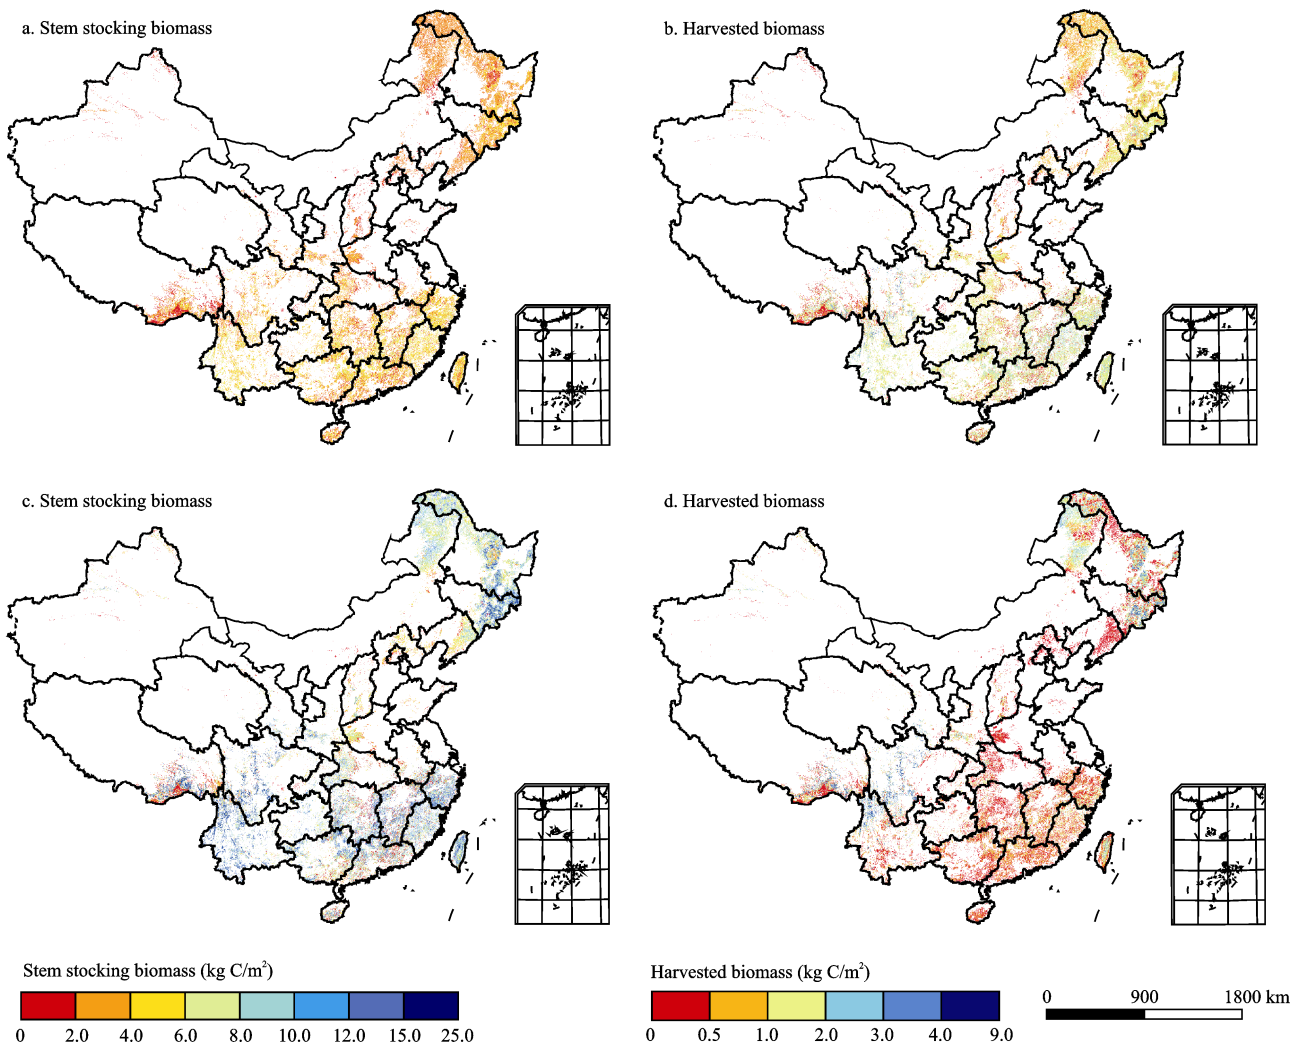 a. Stem stocking biomass
b. Harvested biomass
c. Stem stocking biomass
d. Harvested biomass
Stem stocking biomass (kg C/m²)
0 2.0 4.0 6.0 8.0 10.0 12.0 15.0 25.0
Harvested biomass (kg C/m²)
0 0.5 1.0 2.0 3.0 4.0 9.0
0 900 1800 km